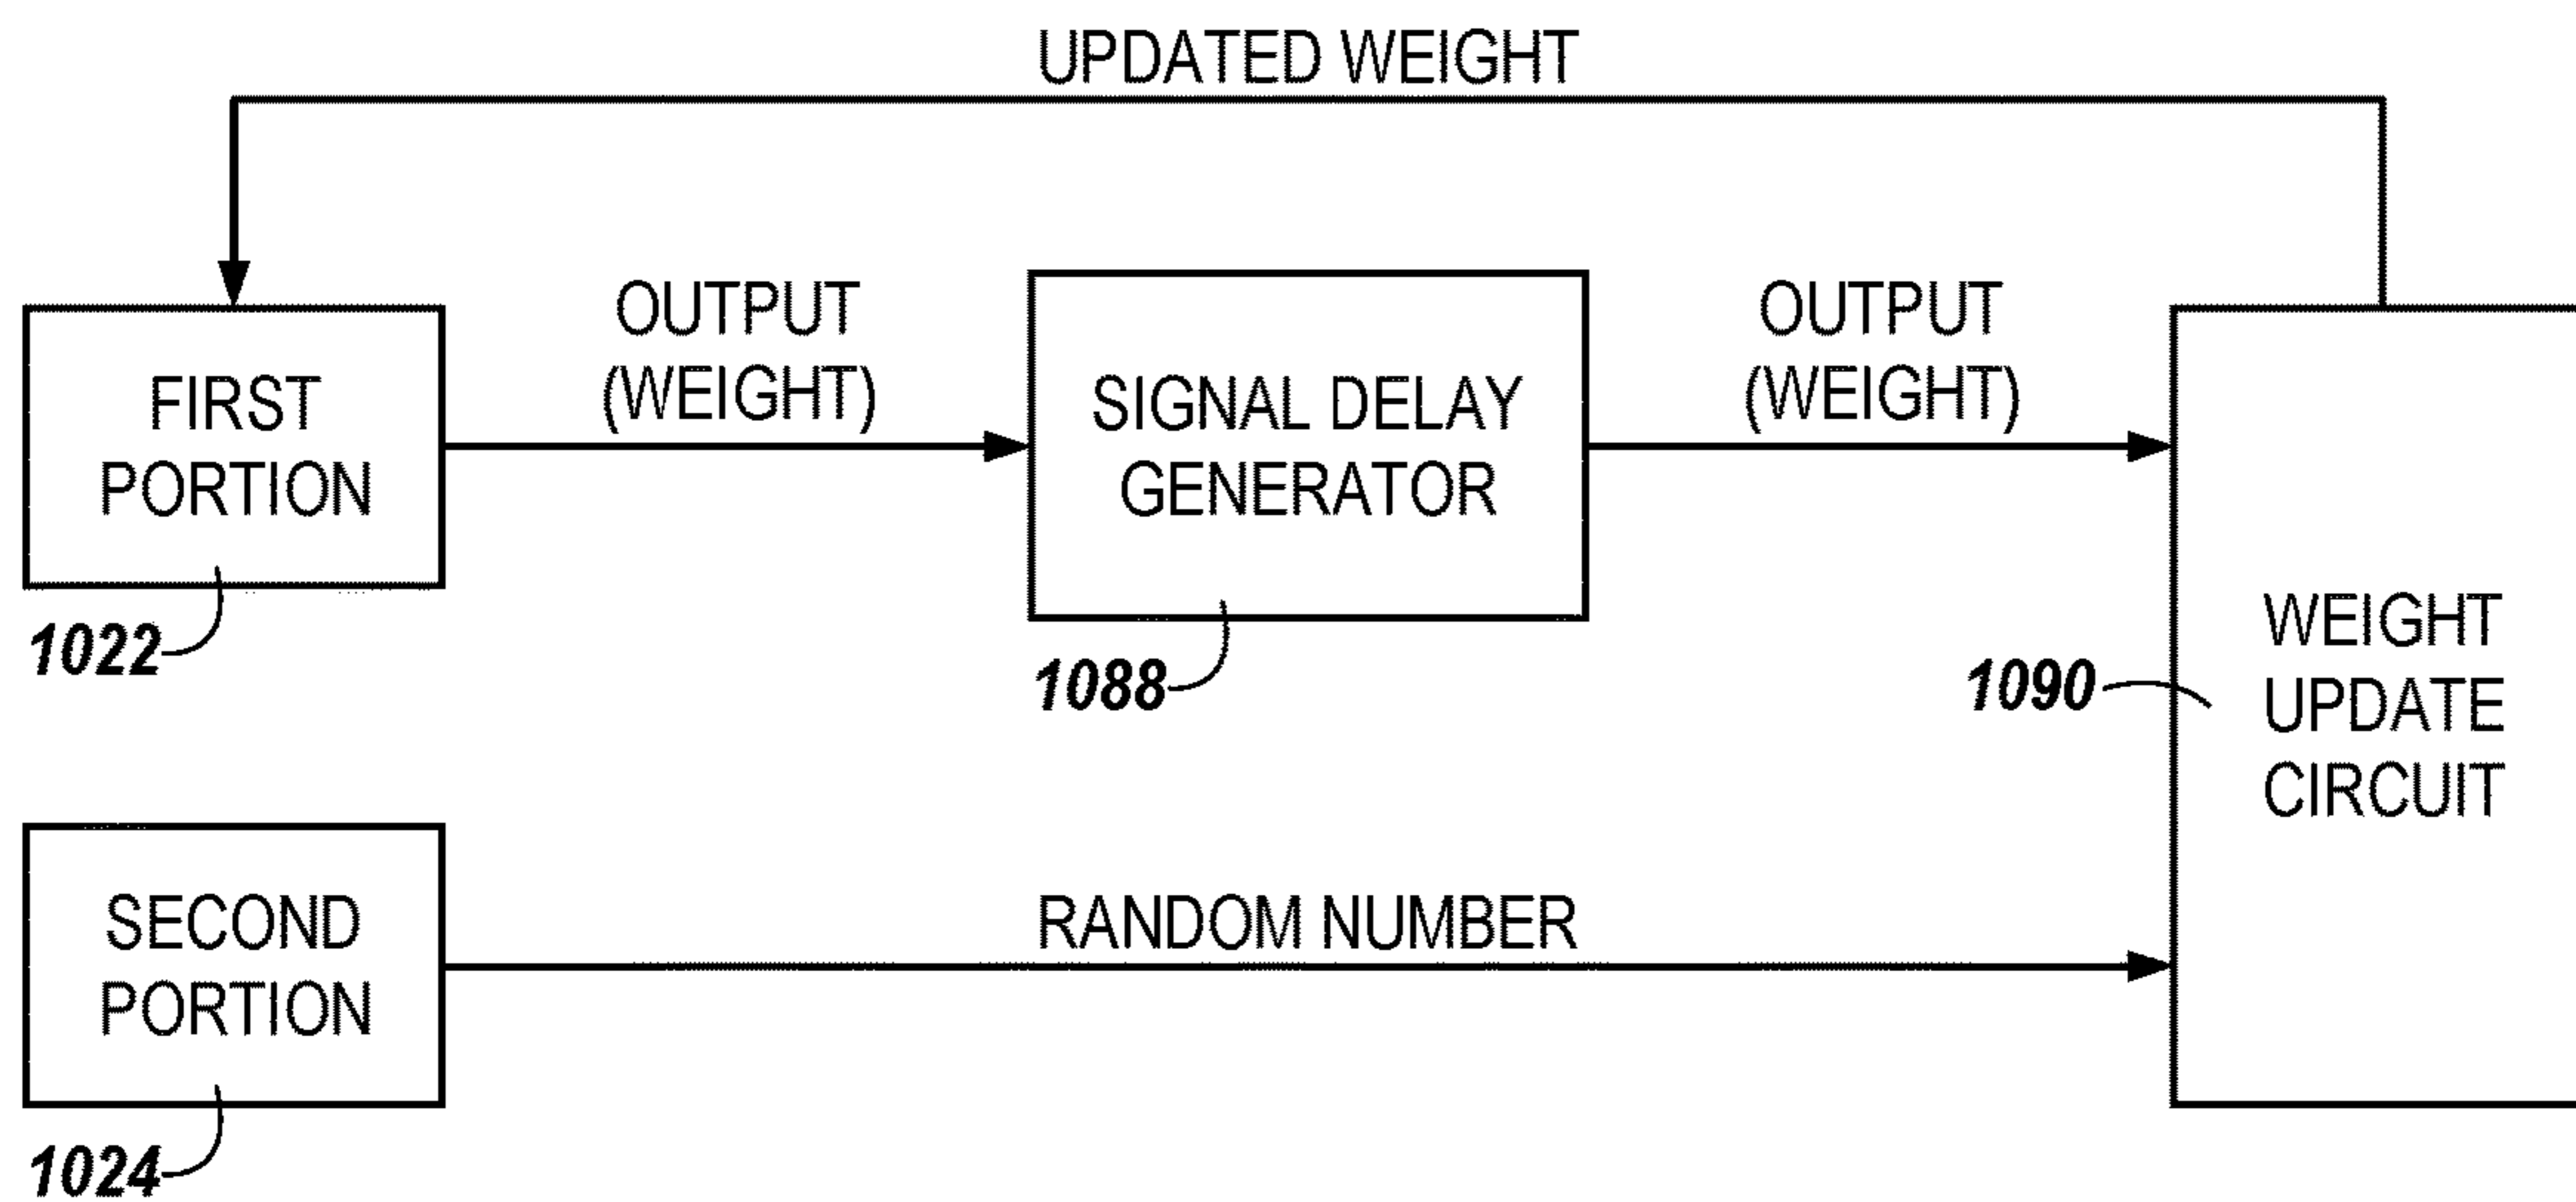 UPDATED WEIGHT
FIRST
PORTION
1022
OUTPUT
(WEIGHT)
SIGNAL DELAY
GENERATOR
1088
OUTPUT
(WEIGHT)
WEIGHT
UPDATE
CIRCUIT
1090
SECOND
PORTION
1024
RANDOM NUMBER